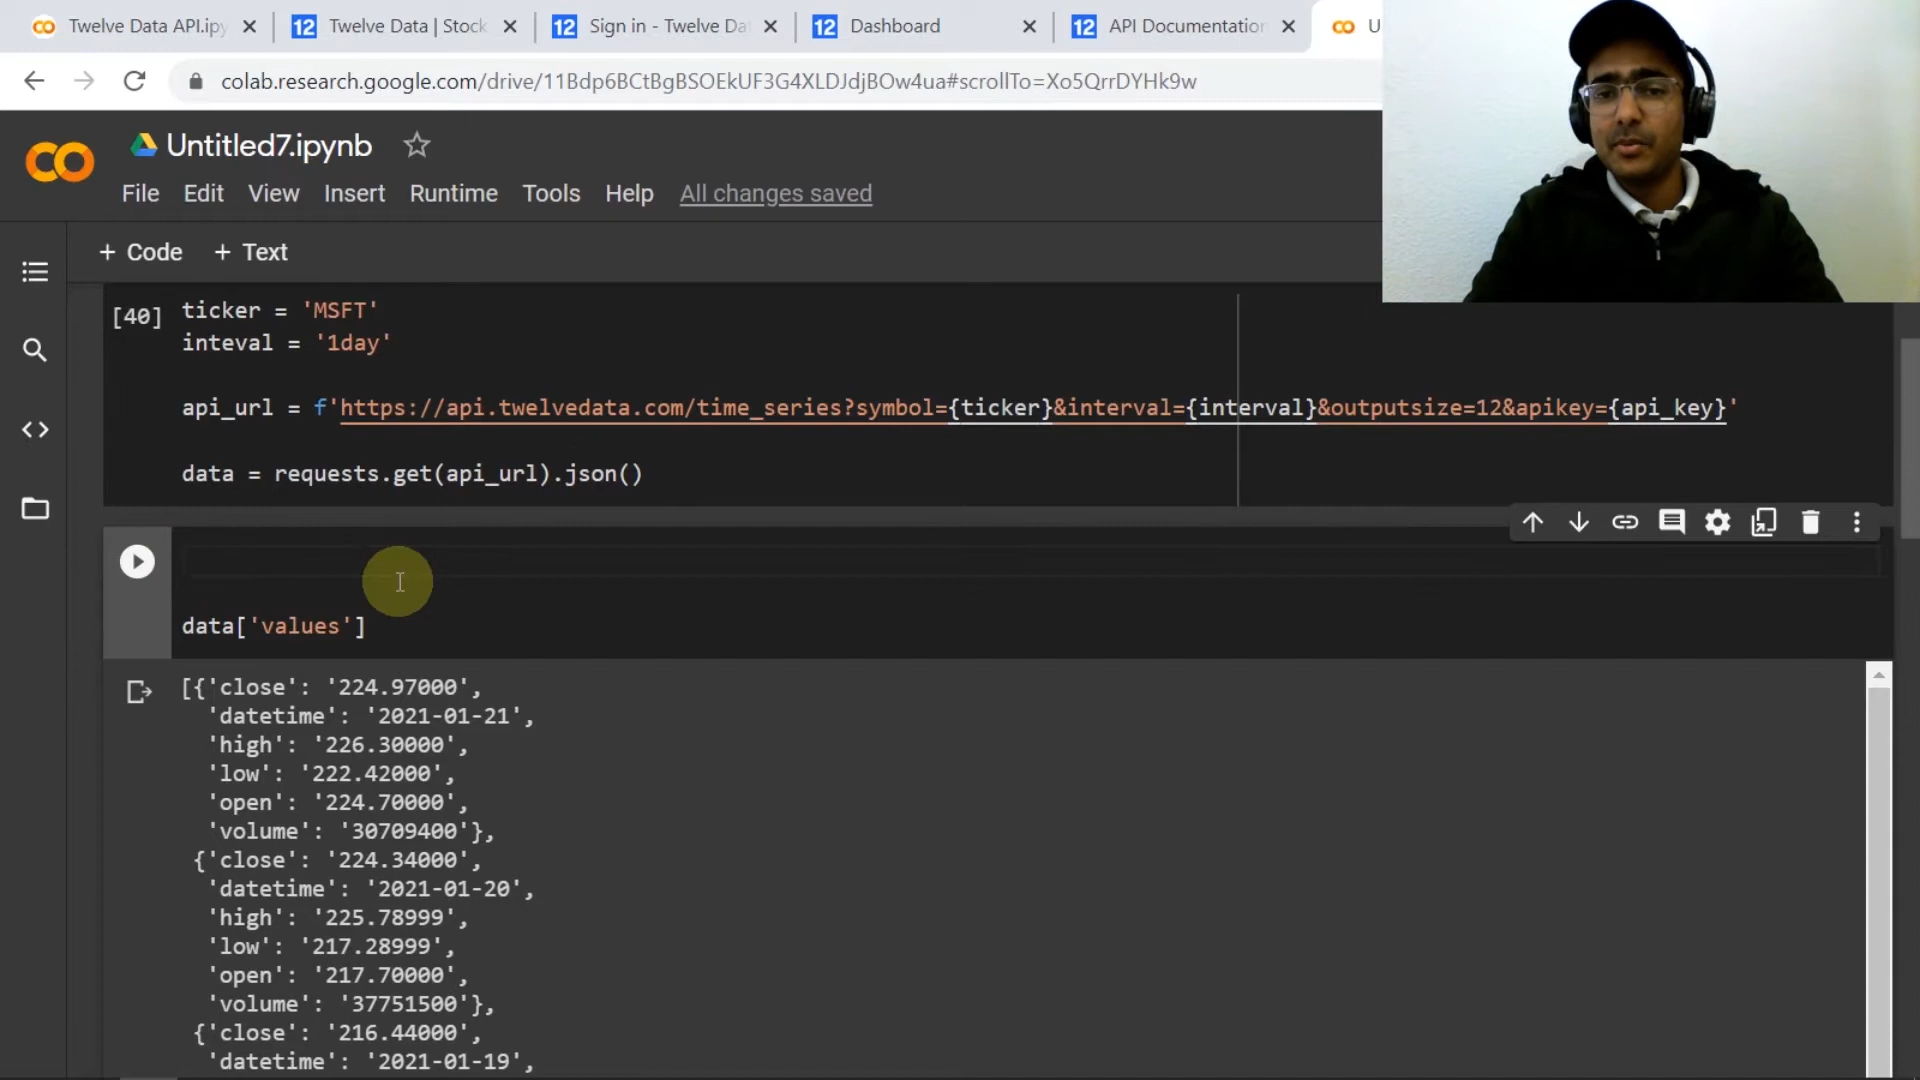 Twelve Data API.ipy
12 Twelve Data | Stock
12 Sign in - Twelve Da
12 Dashboard
12 API Documentation
U
colab.research.google.com/drive/11Bdp6BCtBgBSOEkUF3G4XLDJdjBOw4ua#scrollTo=Xo5QrrDYHk9w
Untitled7.ipynb
File Edit View Insert Runtime Tools Help All changes saved
+ Code + Text
[40] ticker = 'MSFT'
inteval = '1day'
api_url = f'https://api.twelvedata.com/time_series?symbol={ticker}&interval={interval}&outputsize=12&apikey={api_key}'
data = requests.get(api_url).json()
data['values']
[{'close': '224.97000',
'datetime': '2021-01-21',
'high': '226.30000',
'low': '222.42000',
'open': '224.70000',
'volume': '30709400'},
{'close': '224.34000',
'datetime': '2021-01-20',
'high': '225.78999',
'low': '217.28999',
'open': '217.70000',
'volume': '37751500'},
{'close': '216.44000',
'datetime': '2021-01-19',